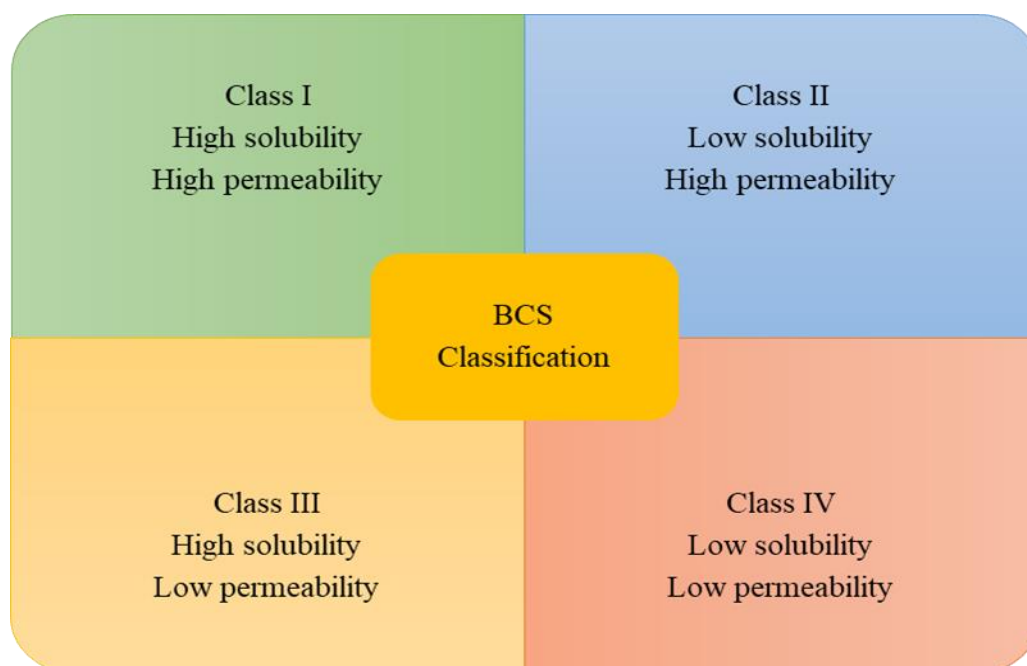 Class I
High solubility
High permeability
Class II
Low solubility
High permeability
BCS
Classification
Class III
High solubility
Low permeability
Class IV
Low solubility
Low permeability